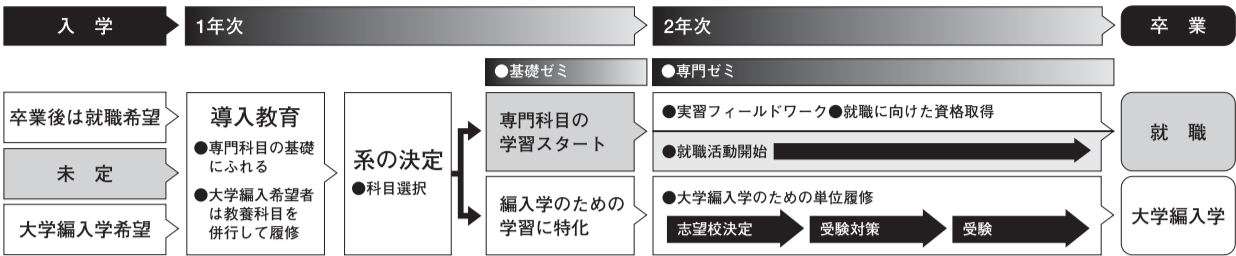 入 学
1年次
2年次
卒 業
●基礎ゼミ
●専門ゼミ
卒業後は就職希望
未 定
大学編入学希望
導入教育
●専門科目の基礎
にふれる
●大学編入希望者
は教養科目を
併行して履修
系の決定
●科目選択
専門科目の
学習スタート
編入学のための
学習に特化
●実習フィールドワーク●就職に向けた資格取得
●就職活動開始
●大学編入学のための単位履修
志望校決定
受験対策
受験
就 職
大学編入学